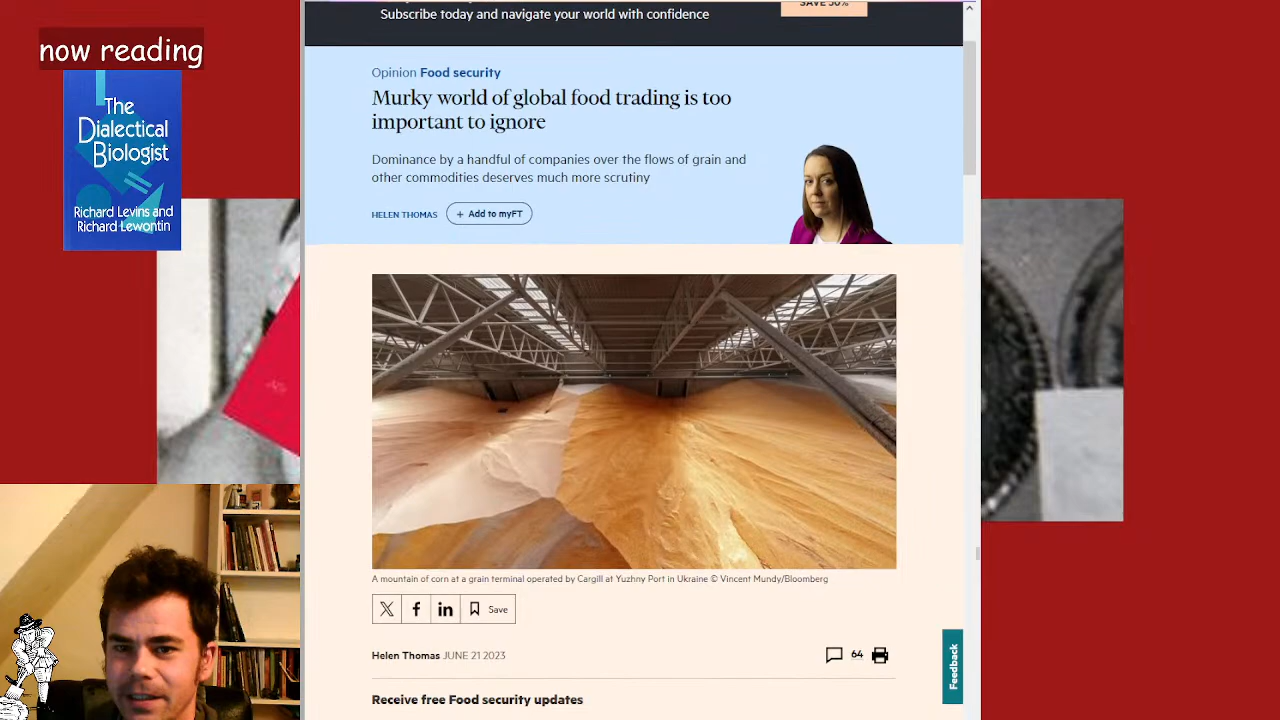 Subscribe today and navigate your world with confidence
SAVE 50%
now reading
The
Dialectical
Biologist
Richard Levins and
Richard Lewontin
Opinion Food security
Murky world of global food trading is too
important to ignore
Dominance by a handful of companies over the flows of grain and
other commodities deserves much more scrutiny
HELEN THOMAS
+ Add to myFT
A mountain of corn at a grain terminal operated by Cargill at Yuzhny Port in Ukraine © Vincent Mundy/Bloomberg
Save
Helen Thomas JUNE 21 2023
64
Feedback
Receive free Food security updates